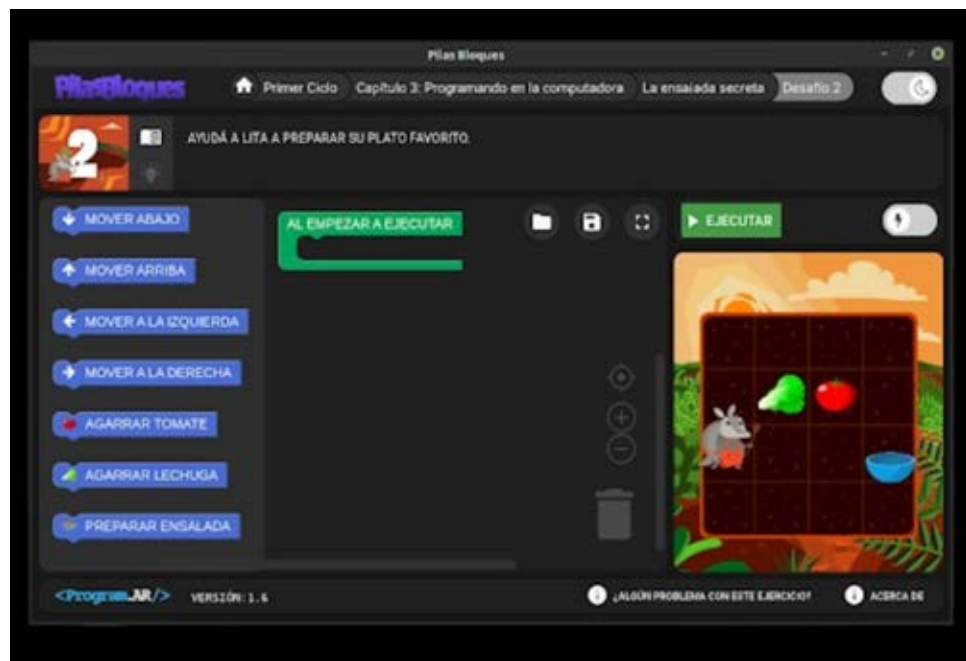 Pilas Bloques
PilasBloques
Primer Ciclo
Capítulo 3: Programando en la computadora
La ensalada secreta
Desafío 2
2
AYUDÁ A LITA A PREPARAR SU PLATO FAVORITO.
MOVER ABAJO
MOVER ARRIBA
MOVER A LA IZQUIERDA
MOVER A LA DERECHA
AGARRAR TOMATE
AGARRAR LECHUGA
PREPARAR ENSALADA
AL EMPEZAR A EJECUTAR
EJECUTAR
<Program.AR/>
VERSIÓN: 1.6
¿ALGÚN PROBLEMA CON ESTE EJERCICIO?
ACERCA DE